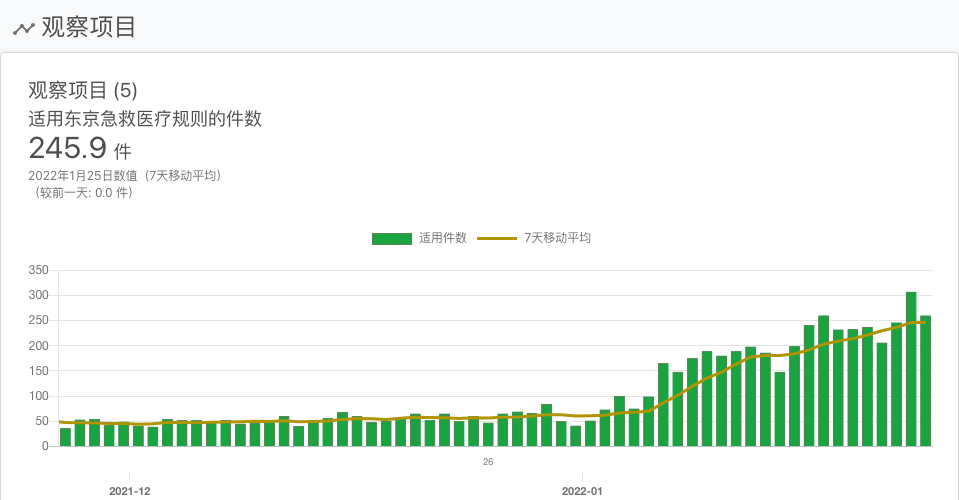 观察项目
观察项目 (5)
适用东京急救医疗规则的件数
245.9 件
2022年1月25日数值（7天移动平均）
（较前一天: 0.0 件）
适用件数 7天移动平均
350
300
250
200
150
100
50
0
26
2021-12 2022-01